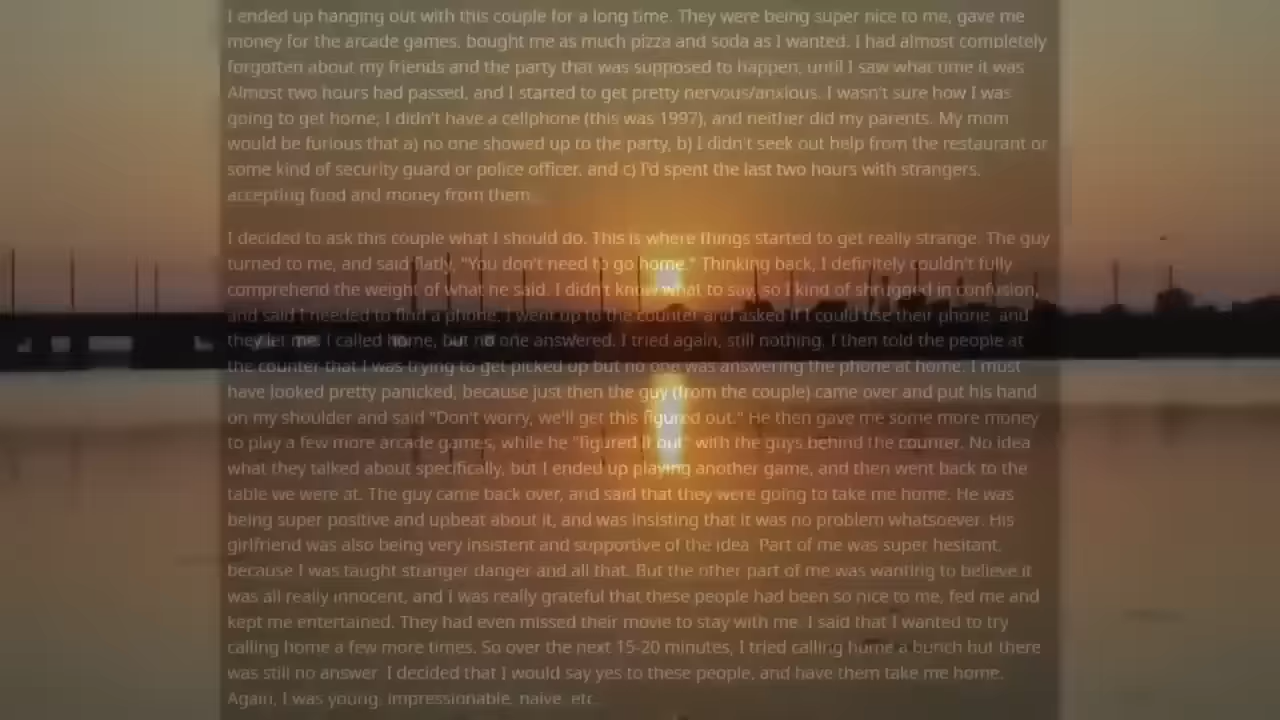 I ended up hanging out with this couple for a long time. They were being super nice to me, gave me
money for the arcade games, bought me as much pizza and soda as I wanted. I had almost completely
forgotten about my friends and the party that was supposed to happen, until I saw what time it was
Almost two hours had passed, and I started to get pretty nervous/anxious. I wasn't sure how I was
going to get home; I didn't have a cellphone (this was 1997), and neither did my parents. My mom
would be furious that a) no one showed up to the party, b) I didn't seek out help from the restaurant or
some kind of security guard or police officer, and c) I'd spent the last two hours with strangers,
accepting food and money from them.
I decided to ask this couple what I should do. This is where things started to get really strange. The guy
turned to me, and said flatly, "You don't need to go home." Thinking back, I definitely couldn't fully
comprehend the weight of what he said. I didn't know what to say, so I kind of shrugged in confusion,
and said I needed to find a phone. I went up to the counter and asked if I could use their phone, and
they let me. I called home, but no one answered. I tried again, still nothing. I then told the people at
the counter that I was trying to get picked up but no one was answering the phone at home. I must
have looked pretty panicked, because just then the guy (from the couple) came over and put his hand
on my shoulder and said "Don't worry, we'll get this figured out." He then gave me some more money
to play a few more arcade games, while he "figured it out" with the guys behind the counter. No idea
what they talked about specifically, but I ended up playing another game, and then went back to the
table we were at. The guy came back over, and said that they were going to take me home. He was
being super positive and upbeat about it, and was insisting that it was no problem whatsoever. His
girlfriend was also being very insistent and supportive of the idea. Part of me was super hesitant,
because I was taught stranger danger and all that. But the other part of me was wanting to believe it
was all really innocent, and I was really grateful that these people had been so nice to me, fed me and
kept me entertained. They had even missed their movie to stay with me. I said that I wanted to try
calling home a few more times. So over the next 15-20 minutes, I tried calling home a bunch but there
was still no answer. I decided that I would say yes to these people, and have them take me home.
Again, I was young, impressionable, naive, etc.